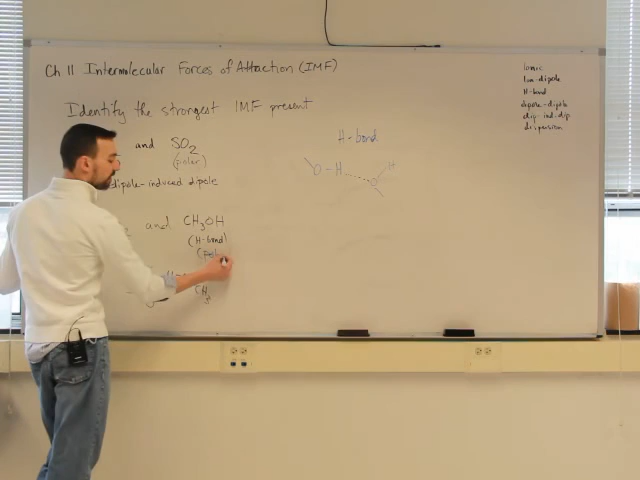 Ch 11 Intermolecular Forces of Attraction (IMF)
Identify the strongest IMF present
and SO2
(polar)
dipole-induced dipole
and CH3OH
(H-bond)
(pol
H-bond
O-H
O
H
Ionic
Ion-dipole
H-bond
dipole-dipole
dip-ind-dip
dispersion